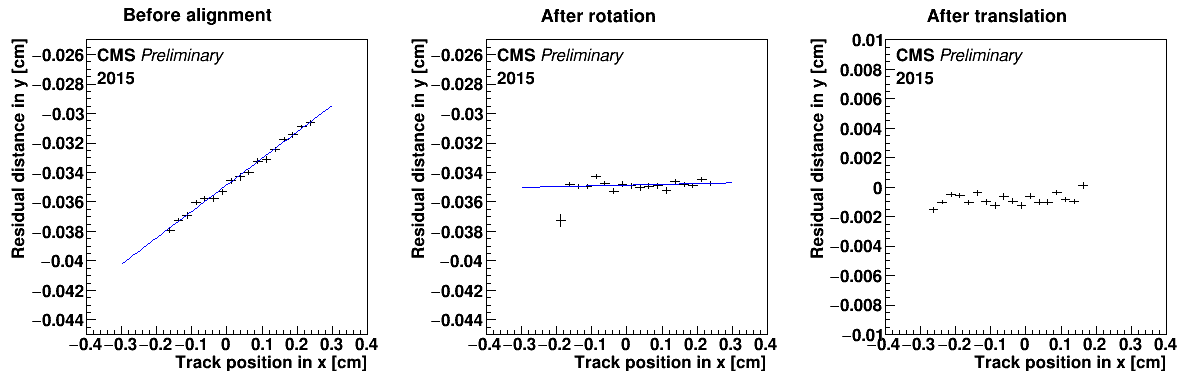 Before alignment
CMS Preliminary
2015
Residual distance in y [cm]
−0.026
−0.028
−0.03
−0.032
−0.034
−0.036
−0.038
−0.04
−0.042
−0.044
−0.4 −0.3 −0.2 −0.1 0 0.1 0.2 0.3 0.4
Track position in x [cm]
After rotation
CMS Preliminary
2015
Residual distance in y [cm]
−0.026
−0.028
−0.03
−0.032
−0.034
−0.036
−0.038
−0.04
−0.042
−0.044
−0.4 −0.3 −0.2 −0.1 0 0.1 0.2 0.3 0.4
Track position in x [cm]
After translation
CMS Preliminary
2015
Residual distance in y [cm]
0.01
0.008
0.006
0.004
0.002
0
−0.002
−0.004
−0.006
−0.008
−0.01
−0.4 −0.3 −0.2 −0.1 0 0.1 0.2 0.3 0.4
Track position in x [cm]